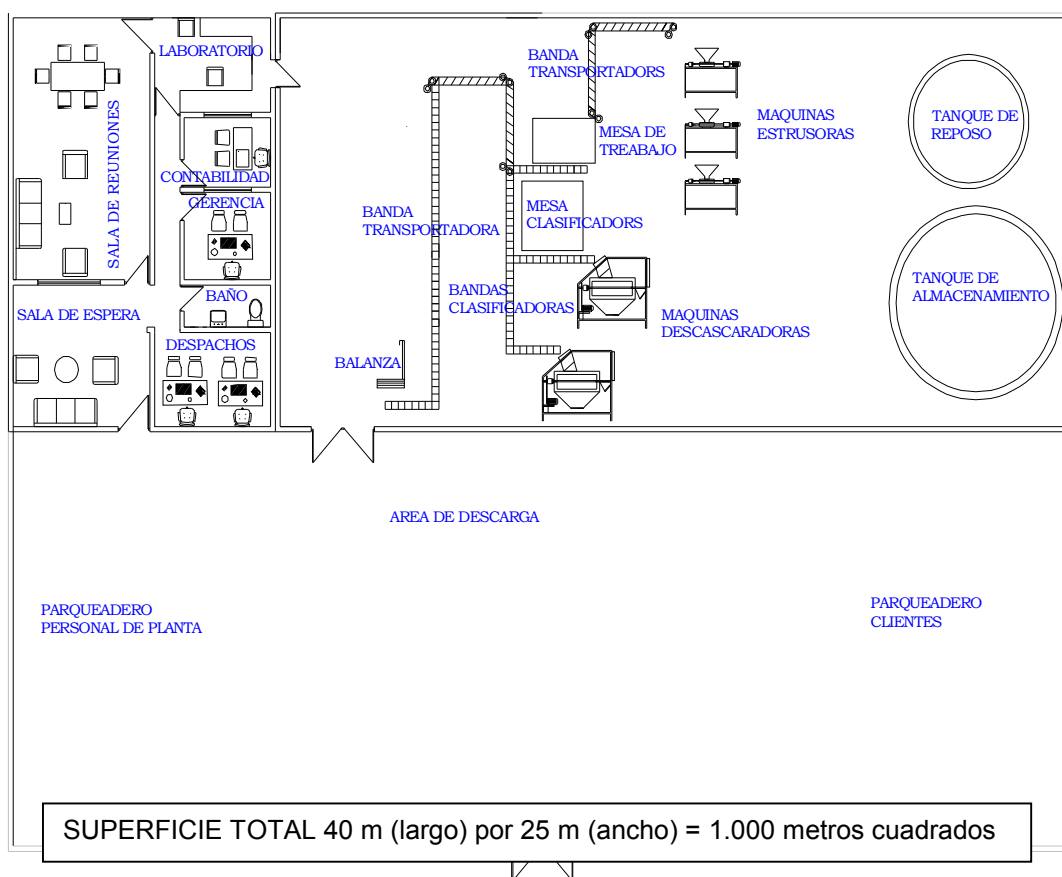 LABORATORIO
BANDA
TRANSPORTADORS
MAQUINAS
ESTRUSORAS
TANQUE DE
REPOSO
MESA DE
TREABAJO
SALA DE REUNIONES
CONTABILIDAD
GERENCIA
BANDA
TRANSPORTADORA
MESA
CLASIFICADORS
TANQUE DE
ALMACENAMIENTO
BANDAS
CLASIFICADORAS
BAÑO
SALA DE ESPERA
MAQUINAS
DESCASCARADORAS
DESPACHOS
BALANZA
AREA DE DESCARGA
PARQUEADERO
PERSONAL DE PLANTA
PARQUEADERO
CLIENTES
SUPERFICIE TOTAL 40 m (largo) por 25 m (ancho) = 1.000 metros cuadrados